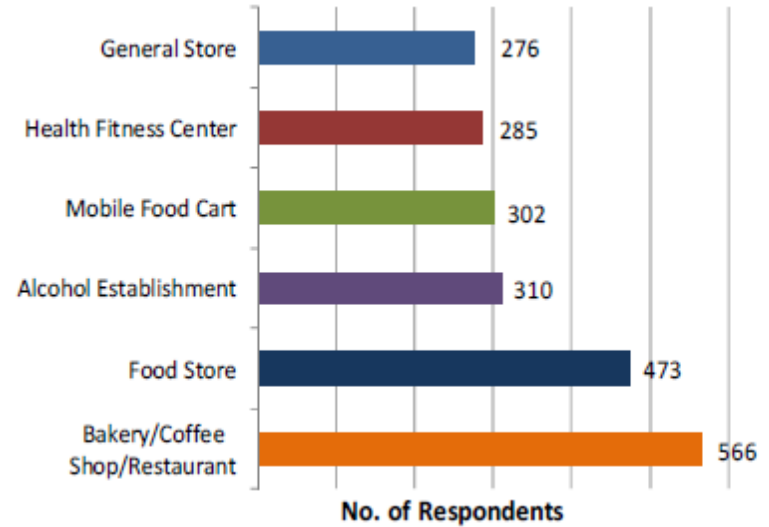 General Store 276
Health Fitness Center 285
Mobile Food Cart 302
Alcohol Establishment 310
Food Store 473
Bakery/Coffee
Shop/Restaurant 566
No. of Respondents